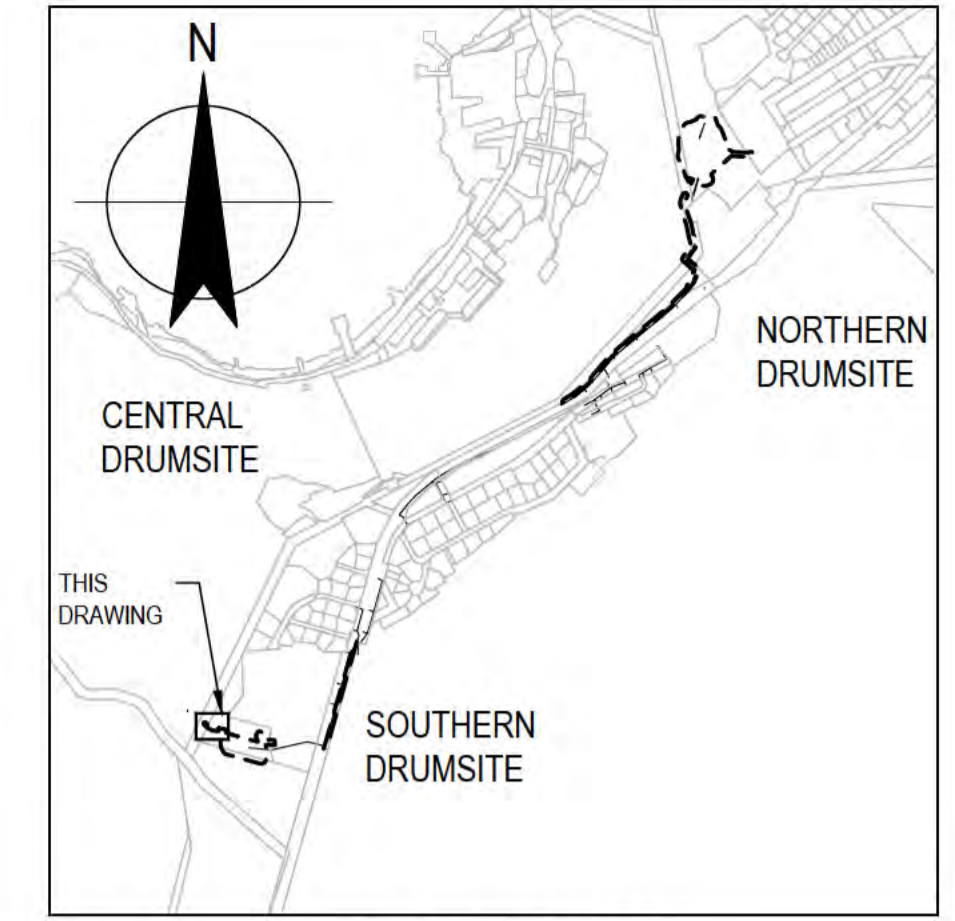 N
NORTHERN
DRUMSITE
CENTRAL
DRUMSITE
THIS
DRAWING
SOUTHERN
DRUMSITE